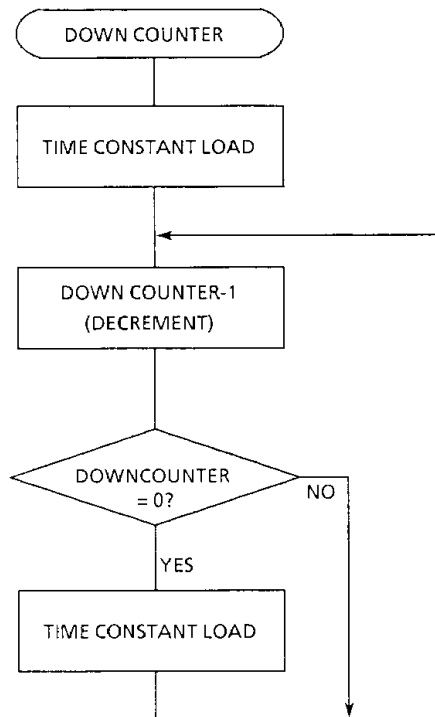 DOWN COUNTER
TIME CONSTANT LOAD
DOWN COUNTER-1
(DECREMENT)
DOWNCOUNTER
= 0?
NO
YES
TIME CONSTANT LOAD